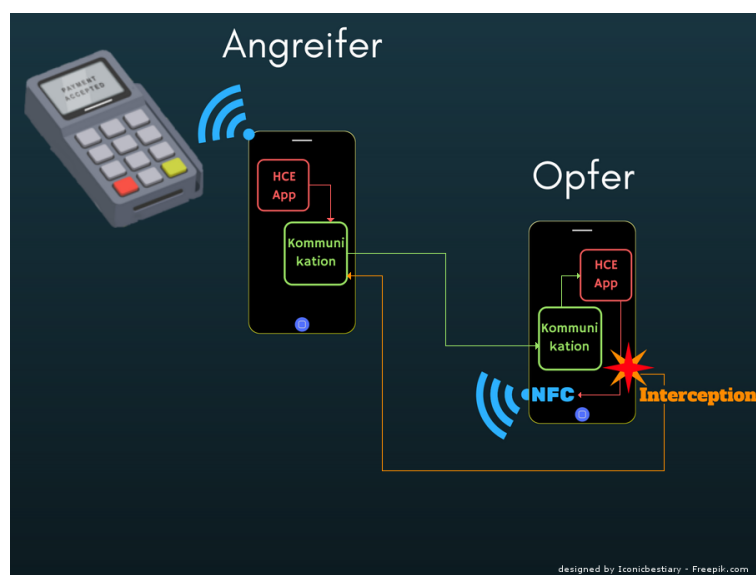 Angreifer
PAYMENT
ACCEPTED
HCE
App
Kommuni
kation
Opfer
HCE
App
Kommuni
kation
NFC
Interception
designed by Iconicbestiary - Freepik.com